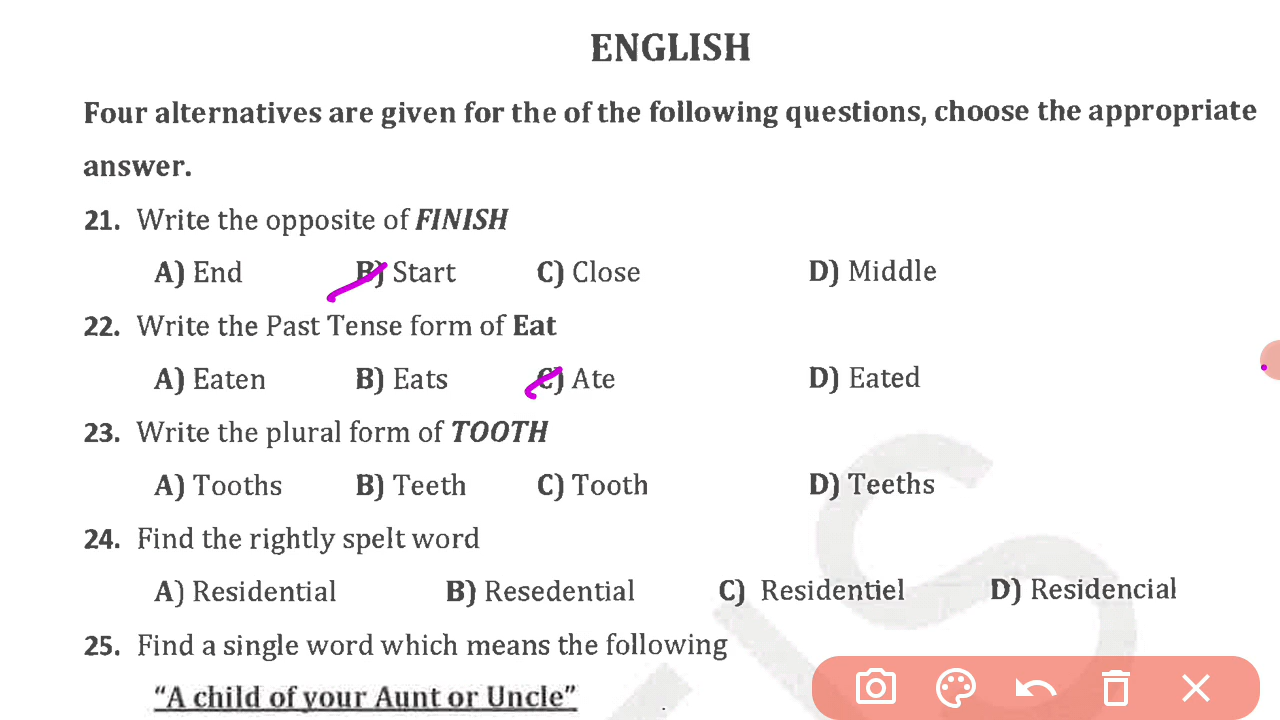 ENGLISH
Four alternatives are given for the of the following questions, choose the appropriate
answer.
21. Write the opposite of FINISH
A) End B) Start C) Close D) Middle
22. Write the Past Tense form of Eat
A) Eaten B) Eats C) Ate D) Eated
23. Write the plural form of TOOTH
A) Tooths B) Teeth C) Tooth D) Teeths
24. Find the rightly spelt word
A) Residential B) Resedential C) Residentiel D) Residencial
25. Find a single word which means the following
“A child of your Aunt or Uncle”